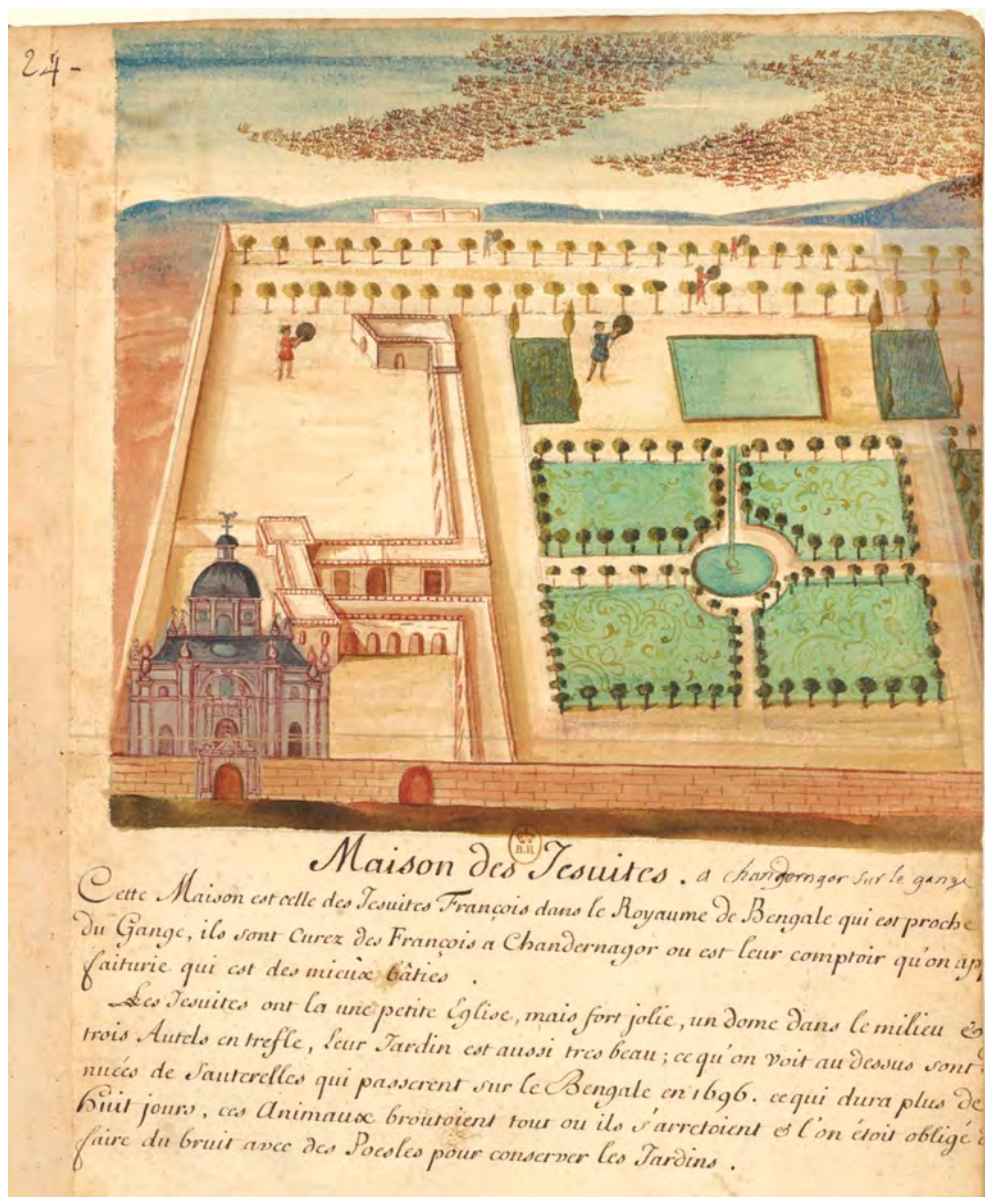 24-
B.R
Maison des Jesuites. a chandernagor sur le gange
Cette Maison est celle des Jesuites François dans le Royaume de Bengale qui est proche
du Gange, ils sont Curez des François a Chandernagor ou est leur comptoir qu'on ap
faiturie qui est des mieux bâties.
Les Jesuites ont la une petite Eglise, mais fort jolie, un dome dans le milieu &
trois Autels en trefle, leur Jardin est aussi tres beau; ce qu'on voit au dessus sont
nuées de Sauterelles qui passerent sur le Bengale en 1696. ce qui dura plus de
huit jours, ces Animaux broutoient tout ou ils s'arretoient & l'on étoit obligé
faire du bruit avec des Poesles pour conserver les Jardins.